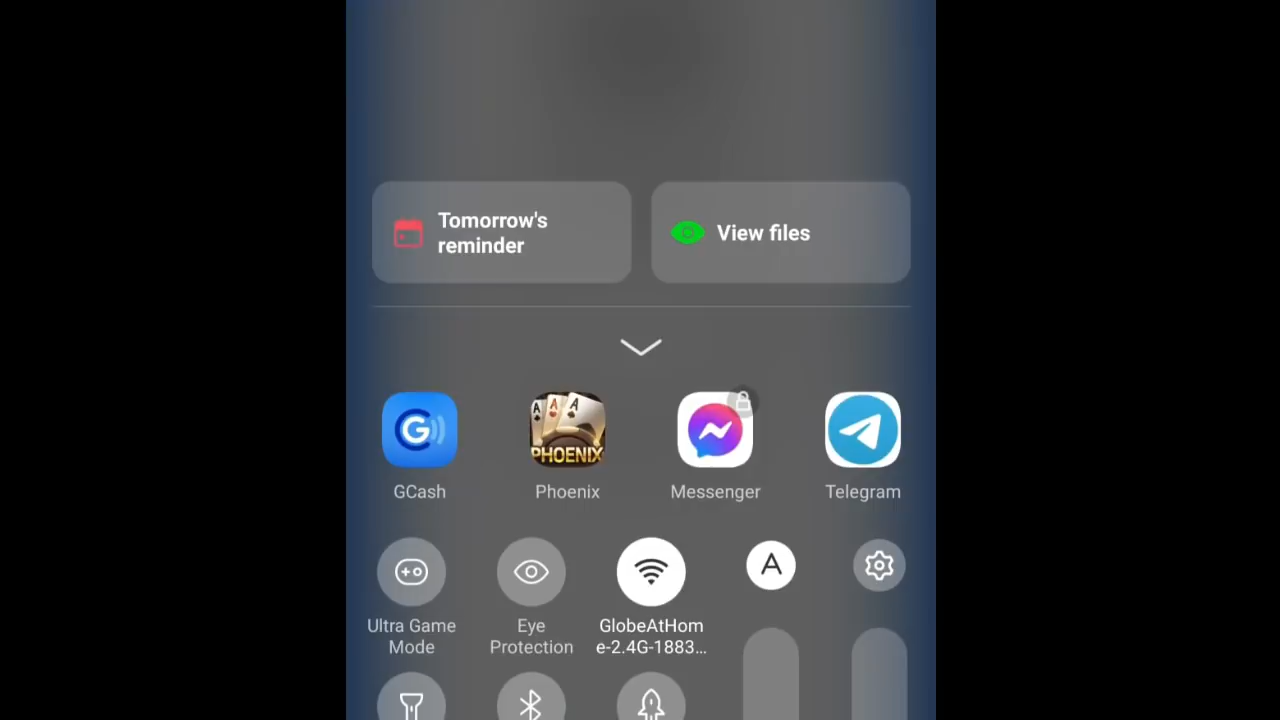 Tomorrow's
reminder
View files
A A A
PHOENIX
G
GCash
Phoenix
Messenger
Telegram
A
Ultra Game
Mode
Eye
Protection
GlobeAtHom
e-2.4G-1883...